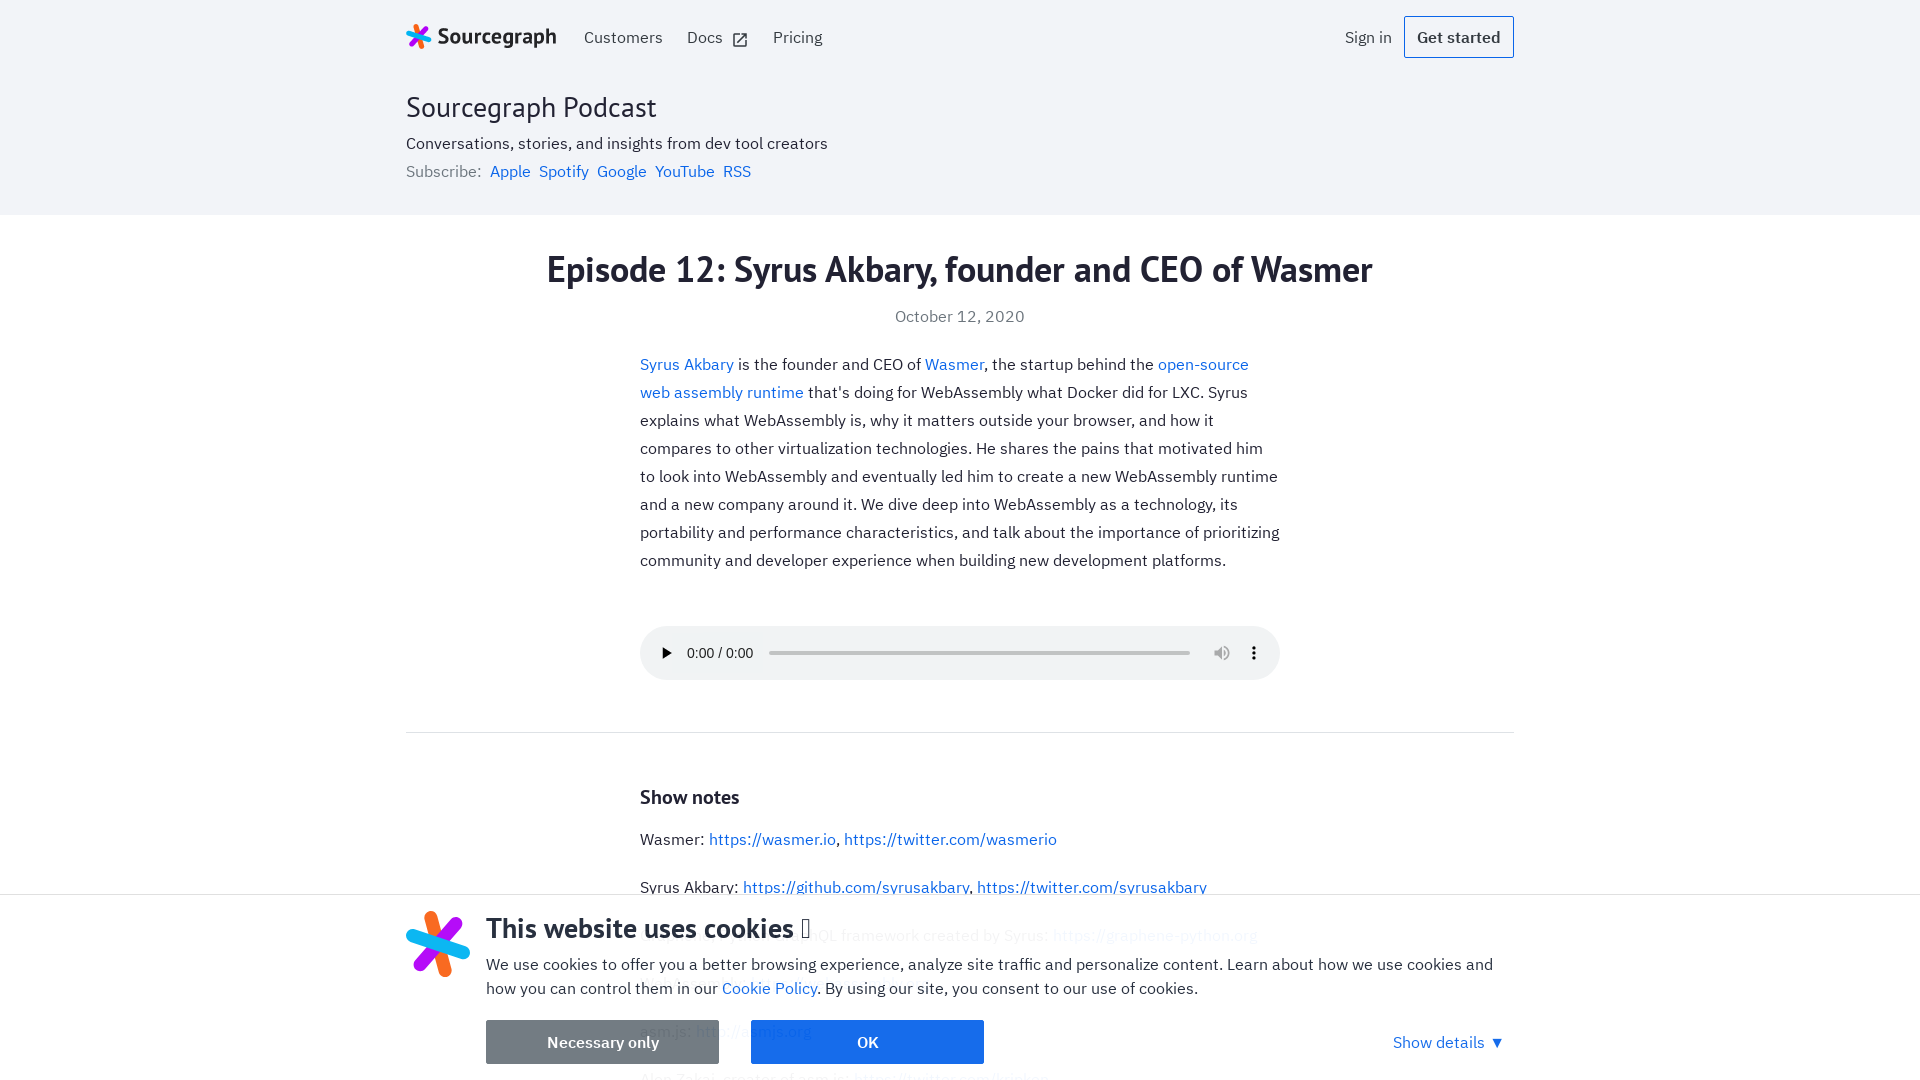 Sourcegraph
Customers
Docs
Pricing
Sign in
Get started
Sourcegraph Podcast
Conversations, stories, and insights from dev tool creators
Subscribe: Apple Spotify Google YouTube RSS
Episode 12: Syrus Akbary, founder and CEO of Wasmer
October 12, 2020
Syrus Akbary is the founder and CEO of Wasmer, the startup behind the open-source
web assembly runtime that's doing for WebAssembly what Docker did for LXC. Syrus
explains what WebAssembly is, why it matters outside your browser, and how it
compares to other virtualization technologies. He shares the pains that motivated him
to look into WebAssembly and eventually led him to create a new WebAssembly runtime
and a new company around it. We dive deep into WebAssembly as a technology, its
portability and performance characteristics, and talk about the importance of prioritizing
community and developer experience when building new development platforms.
0:00 / 0:00
Show notes
Wasmer: https://wasmer.io, https://twitter.com/wasmerio
Syrus Akbary: https://github.com/syrusakbary, https://twitter.com/syrusakbary
framework created by Syrus: https://graphene-python.org
This website uses cookies
We use cookies to offer you a better browsing experience, analyze site traffic and personalize content. Learn about how we use cookies and
how you can control them in our Cookie Policy. By using our site, you consent to our use of cookies.
Necessary only
OK
Show details ▼